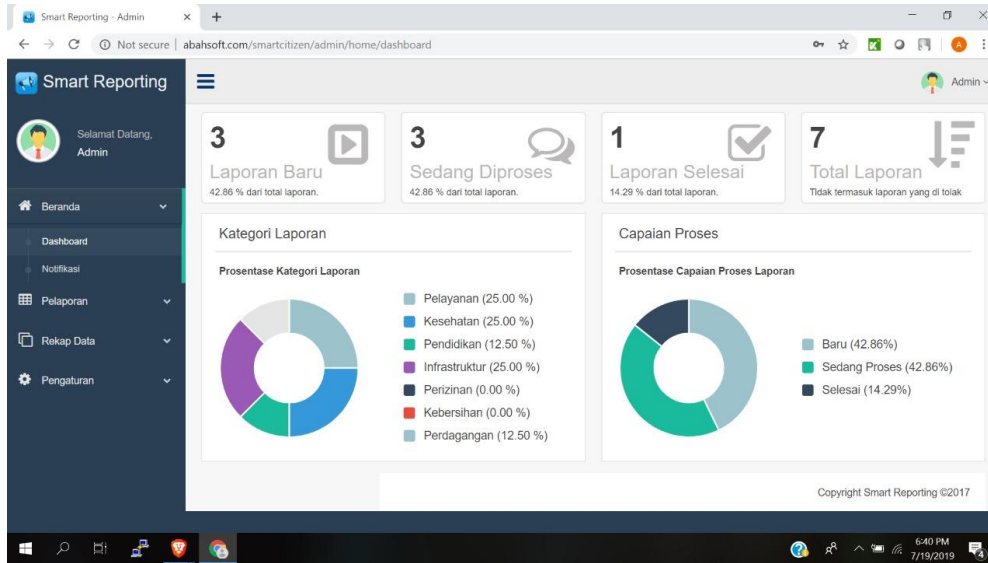 Smart Reporting - Admin
Not secure | abahsoft.com/smartcitizen/admin/home/dashboard
A
Smart Reporting
Admin
Selamat Datang,
Admin
Beranda
Dashboard
Notifikasi
Pelaporan
Rekap Data
Pengaturan
3
Laporan Baru
42.86 % dari total laporan.
3
Sedang Diproses
42.86 % dari total laporan.
1
Laporan Selesai
14.29 % dari total laporan.
7
Total Laporan
Tidak termasuk laporan yang di tolak
Kategori Laporan
Prosentase Kategori Laporan
Pelayanan (25.00 %)
Kesehatan (25.00 %)
Pendidikan (12.50 %)
Infrastruktur (25.00 %)
Perizinan (0.00 %)
Kebersihan (0.00 %)
Perdagangan (12.50 %)
Capaian Proses
Prosentase Capaian Proses Laporan
Baru (42.86%)
Sedang Proses (42.86%)
Selesai (14.29%)
Copyright Smart Reporting ©2017
6:40 PM
7/19/2019
4